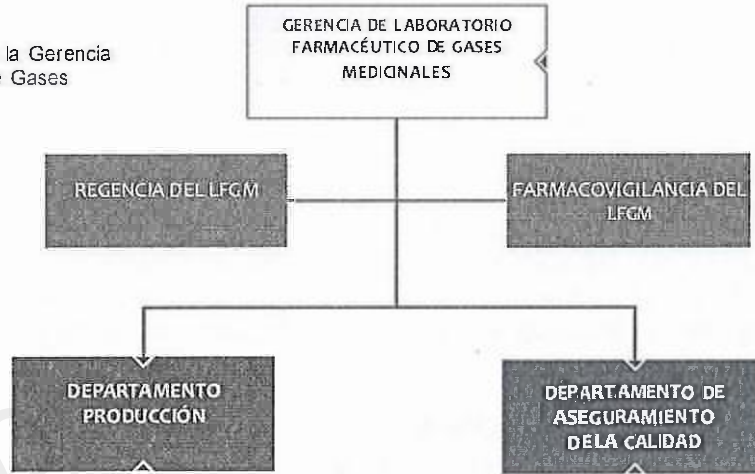 GERENCIA DE LABORATORIO
FARMACÉUTICO DE GASES
MEDICINALES
la Gerencia
Gases
REGENCIA DEL LFGM
FARMACOVIGILANCIA DEL
LFGM
DEPARTAMENTO
PRODUCCIÓN
DEPARTAMENTO DE
ASEGURAMIENTO
DELA CALIDAD